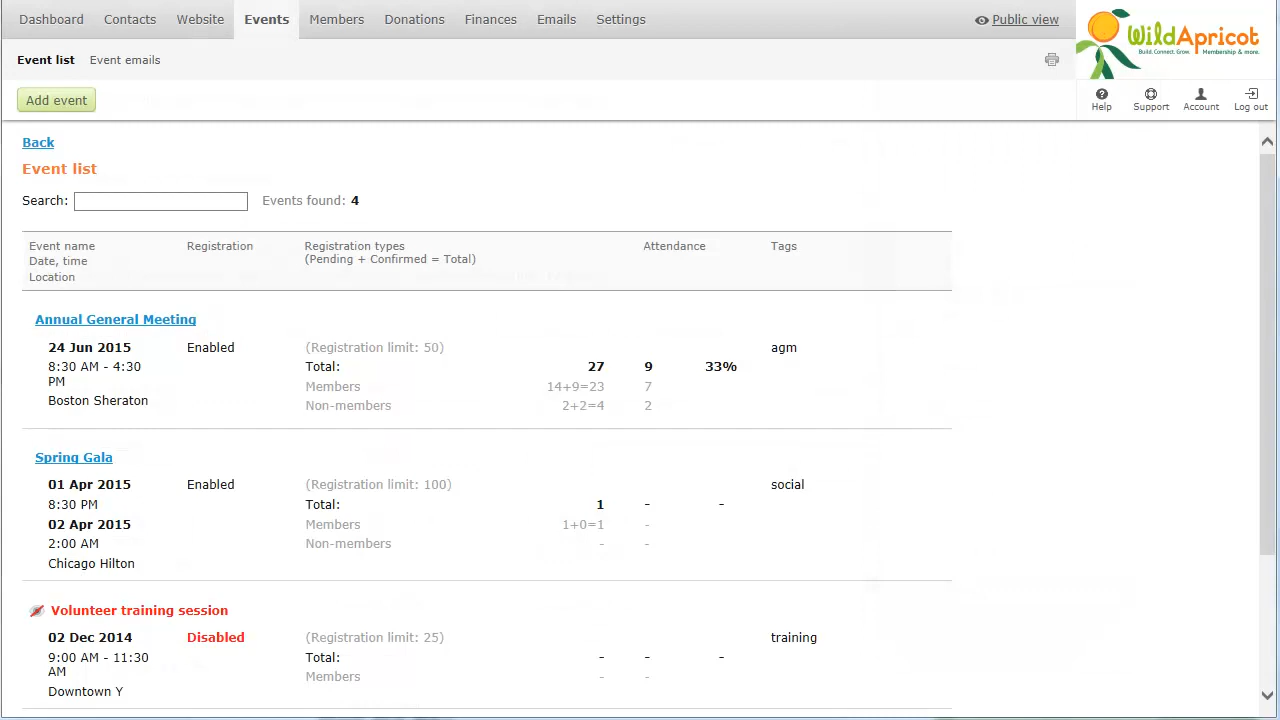 Dashboard Contacts Website Events Members Donations Finances Emails Settings Public view
WildApricot
Build. Connect. Grow. Membership & more.
Event list Event emails
Add event
Help Support Account Log out
Back
Event list
Search: Events found: 4
Event name Registration Registration types Attendance Tags
Date, time (Pending + Confirmed = Total)
Location
Annual General Meeting
24 Jun 2015 Enabled (Registration limit: 50) agm
8:30 AM - 4:30 Total: 27 9 33%
PM
Members 14+9=23 7
Boston Sheraton Non-members 2+2=4 2
Spring Gala
01 Apr 2015 Enabled (Registration limit: 100) social
8:30 PM Total: 1 - -
02 Apr 2015 Members 1+0=1 -
2:00 AM Non-members - -
Chicago Hilton
Volunteer training session
02 Dec 2014 Disabled (Registration limit: 25) training
9:00 AM - 11:30 Total: - - -
AM Members - -
Downtown Y